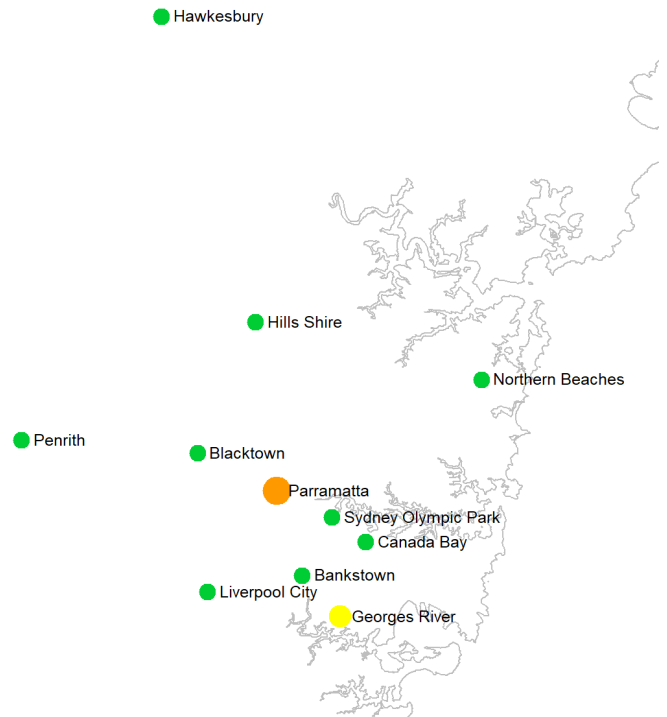 Hawkesbury
Hills Shire
Northern Beaches
Penrith
Blacktown
Parramatta
Sydney Olympic Park
Canada Bay
Bankstown
Liverpool City
Georges River